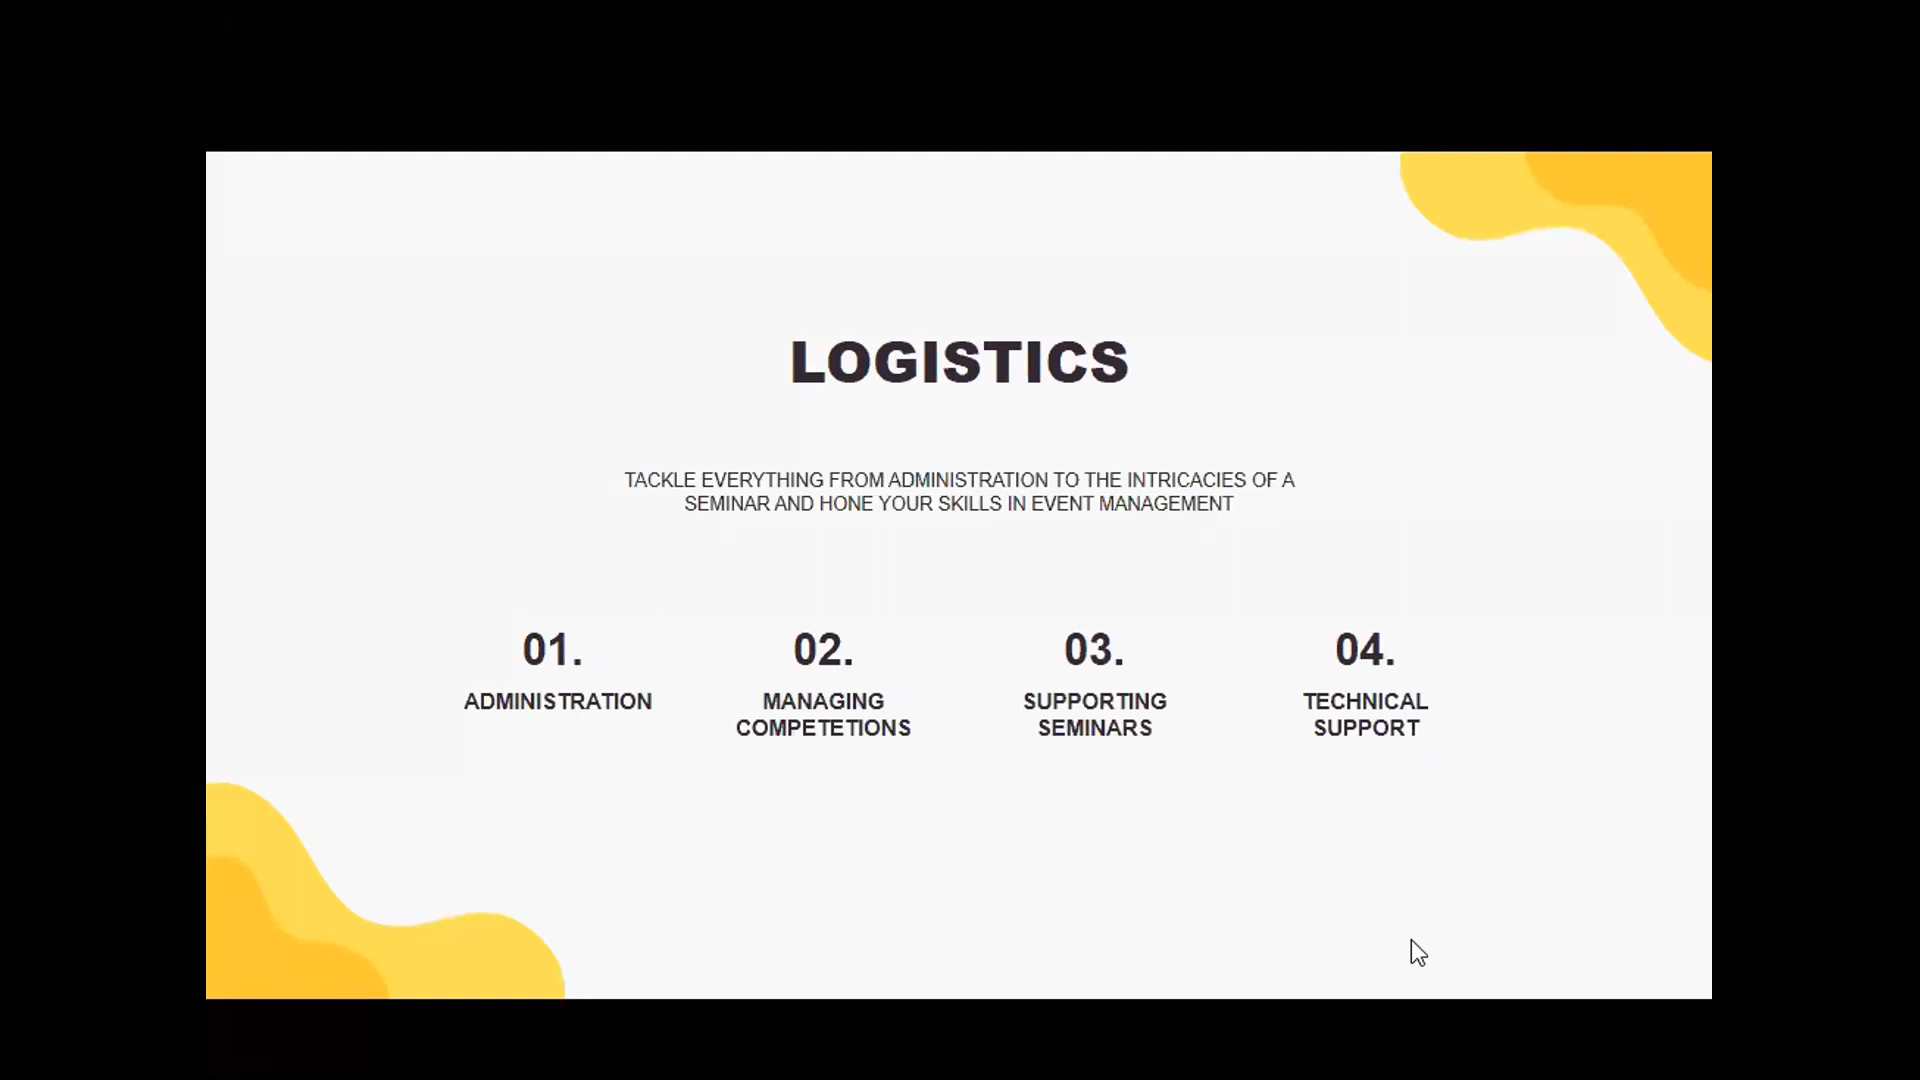 LOGISTICS
TACKLE EVERYTHING FROM ADMINISTRATION TO THE INTRICACIES OF A
SEMINAR AND HONE YOUR SKILLS IN EVENT MANAGEMENT
01.
ADMINISTRATION
02.
MANAGING
COMPETETIONS
03.
SUPPORTING
SEMINARS
04.
TECHNICAL
SUPPORT